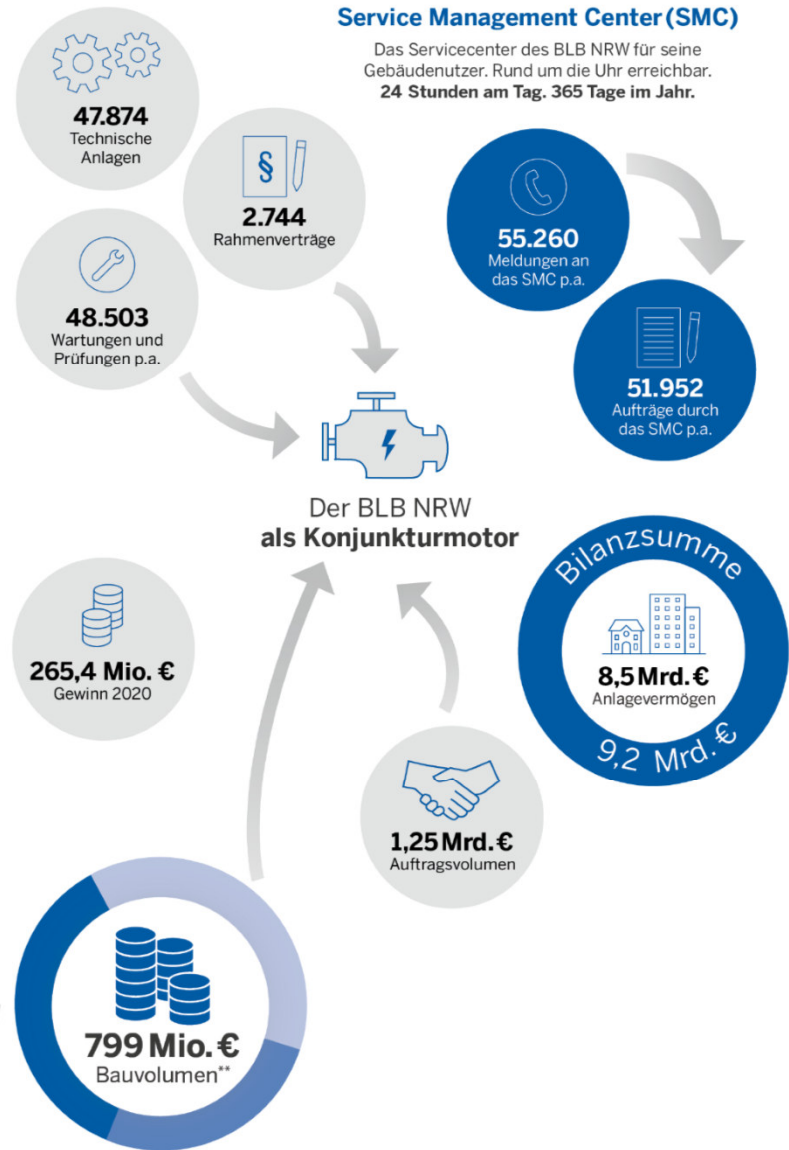 Service Management Center (SMC)
Das Servicecenter des BLB NRW für seine
Gebäudenutzer. Rund um die Uhr erreichbar.
24 Stunden am Tag. 365 Tage im Jahr.
47.874
Technische
Anlagen
§
2.744
Rahmenverträge
48.503
Wartungen und
Prüfungen p.a.
55.260
Meldungen an
das SMC p.a.
51.952
Aufträge durch
das SMC p.a.
Der BLB NRW
als Konjunkturmotor
265,4 Mio. €
Gewinn 2020
Bilanzsumme
8,5 Mrd. €
Anlagevermögen
9,2 Mrd. €
1,25 Mrd. €
Auftragsvolumen
799 Mio. €
Bauvolumen**